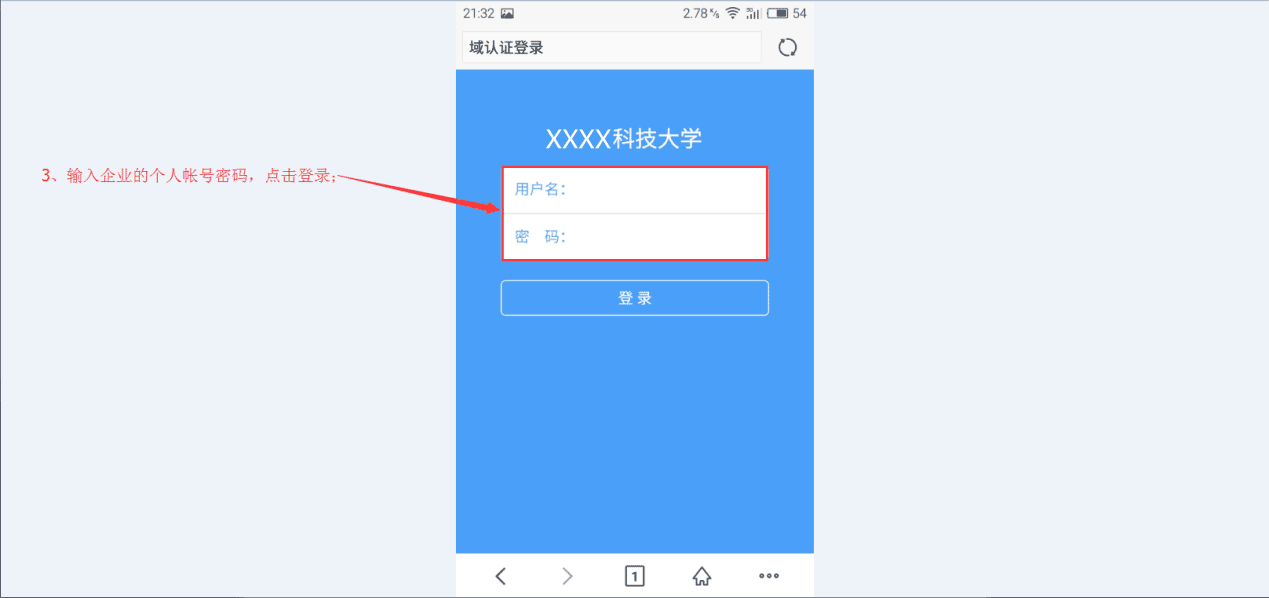 21:32 2.78 K/s 3G 54
域认证登录
XXXX科技大学
3、输入企业的个人帐号密码，点击登录；
用户名：
密 码：
登 录
1